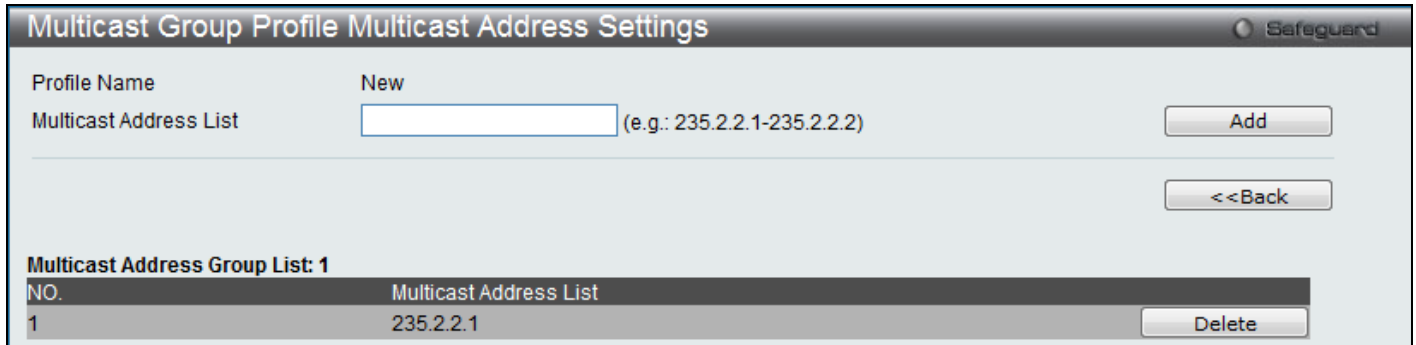 Multicast Group Profile Multicast Address Settings
Safeguard
Profile Name New
Multicast Address List (e.g.: 235.2.2.1-235.2.2.2) Add
<<Back
Multicast Address Group List: 1
NO. Multicast Address List
1 235.2.2.1 Delete